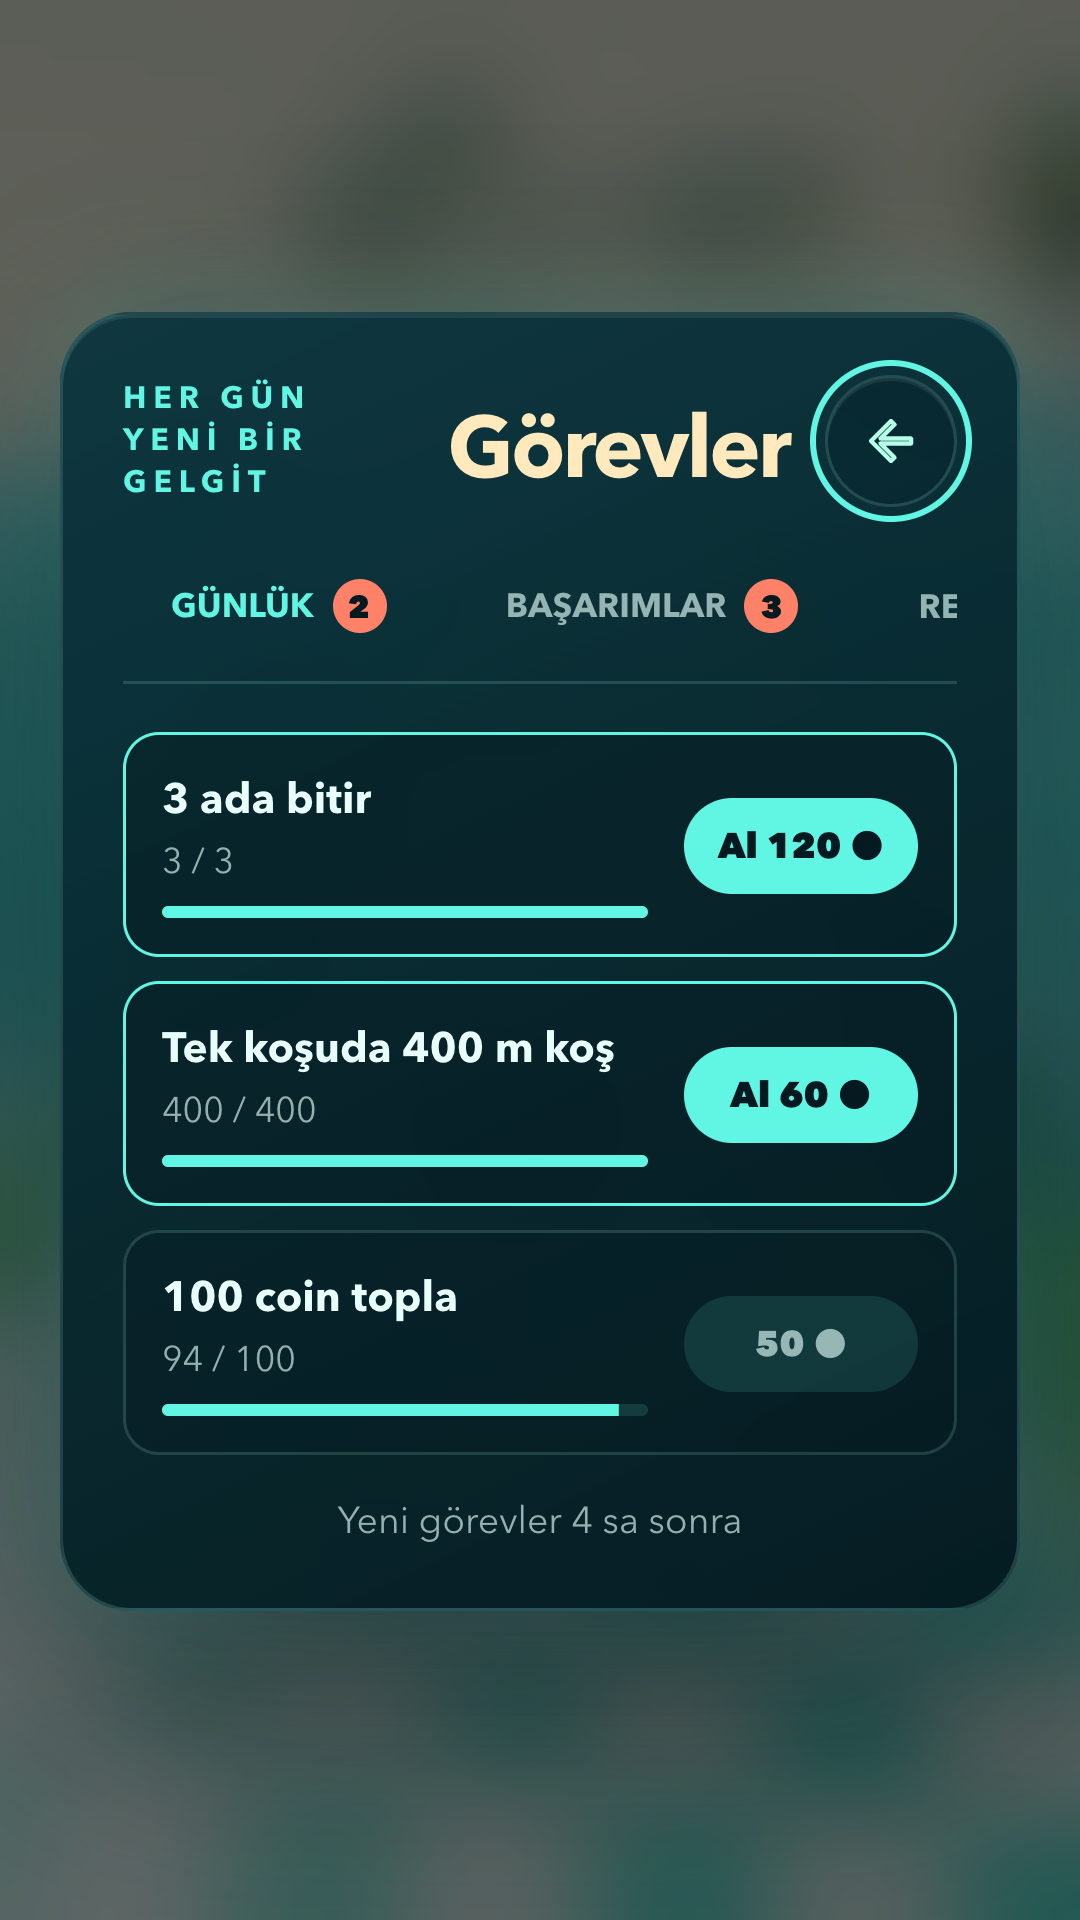 HER GÜN
YENİ BİR
GELGİT
Görevler
GÜNLÜK 2
BAŞARIMLAR 3
RE
3 ada bitir
3 / 3
Al 120
Tek koşuda 400 m koş
400 / 400
Al 60
100 coin topla
94 / 100
50
Yeni görevler 4 sa sonra